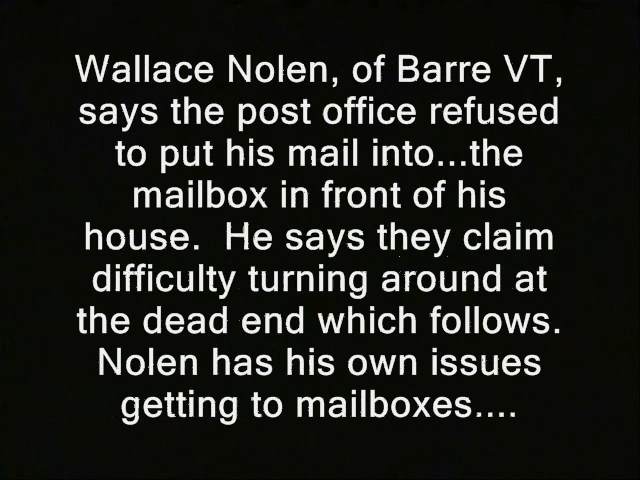 Wallace Nolen, of Barre VT,
says the post office refused
to put his mail into...the
mailbox in front of his
house.  He says they claim
difficulty turning around at
the dead end which follows.
Nolen has his own issues
getting to mailboxes....